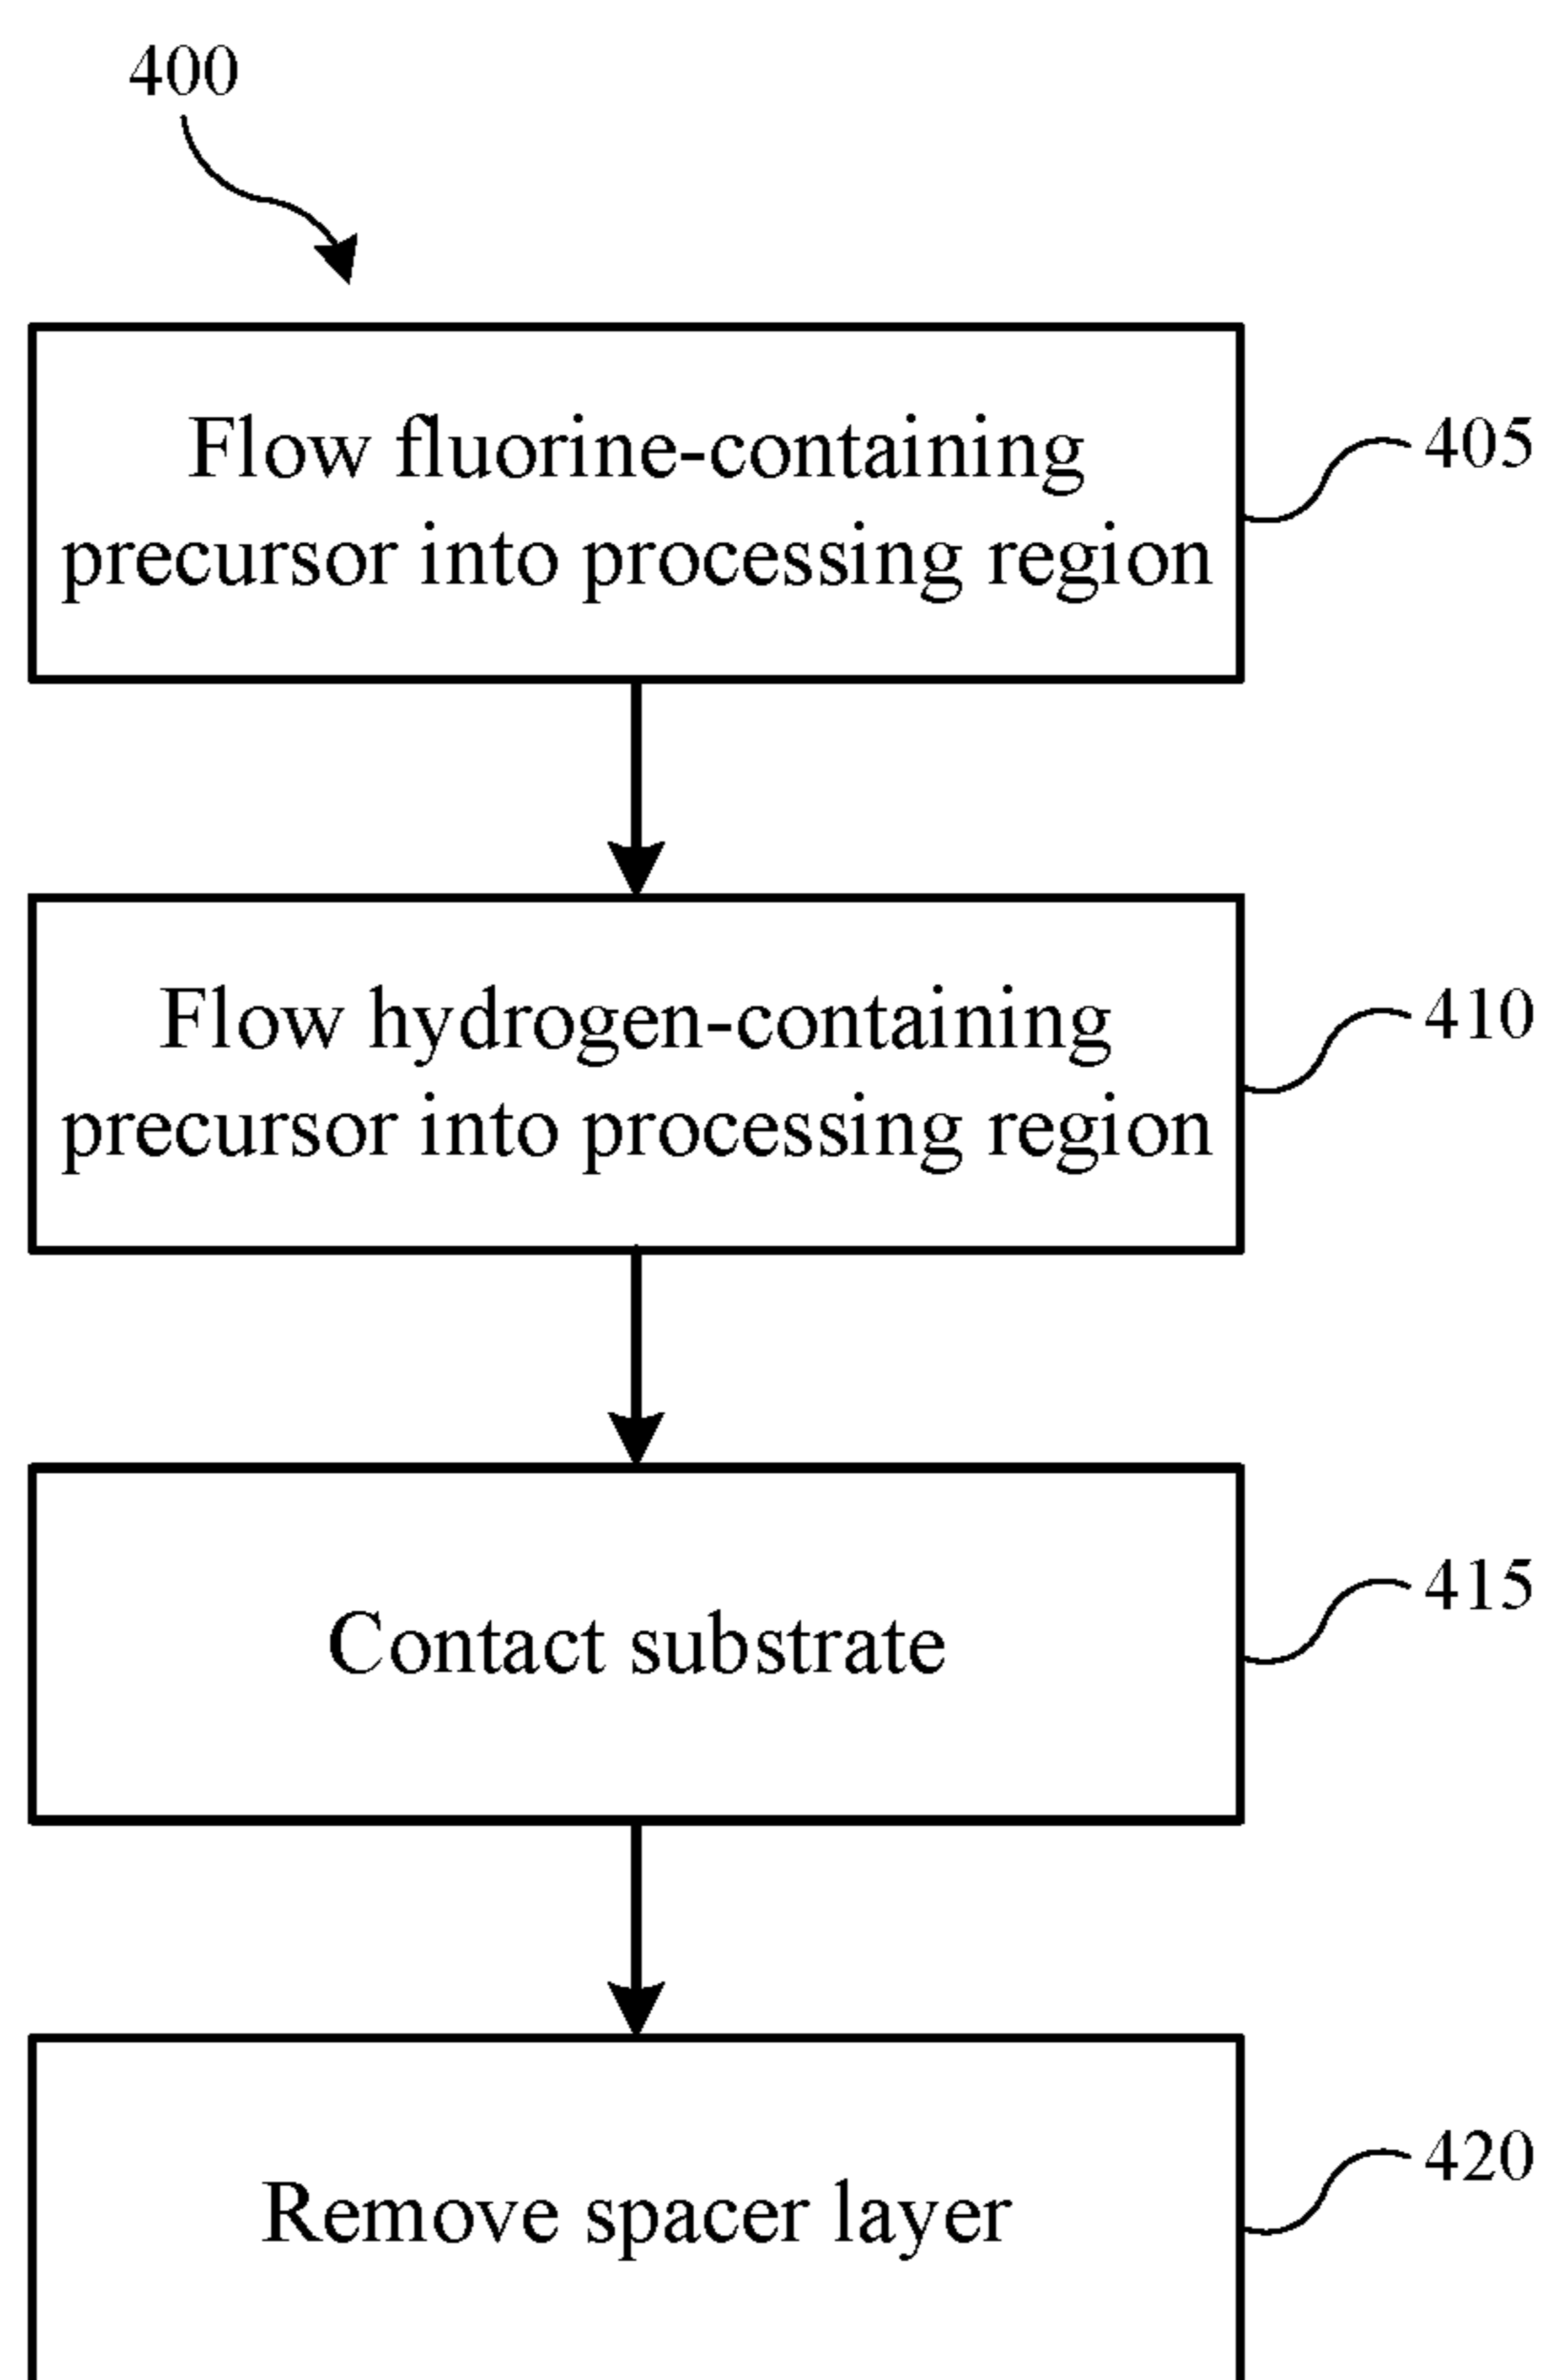 400
Flow fluorine-containing
precursor into processing region
405
Flow hydrogen-containing
precursor into processing region
410
Contact substrate
415
Remove spacer layer
420